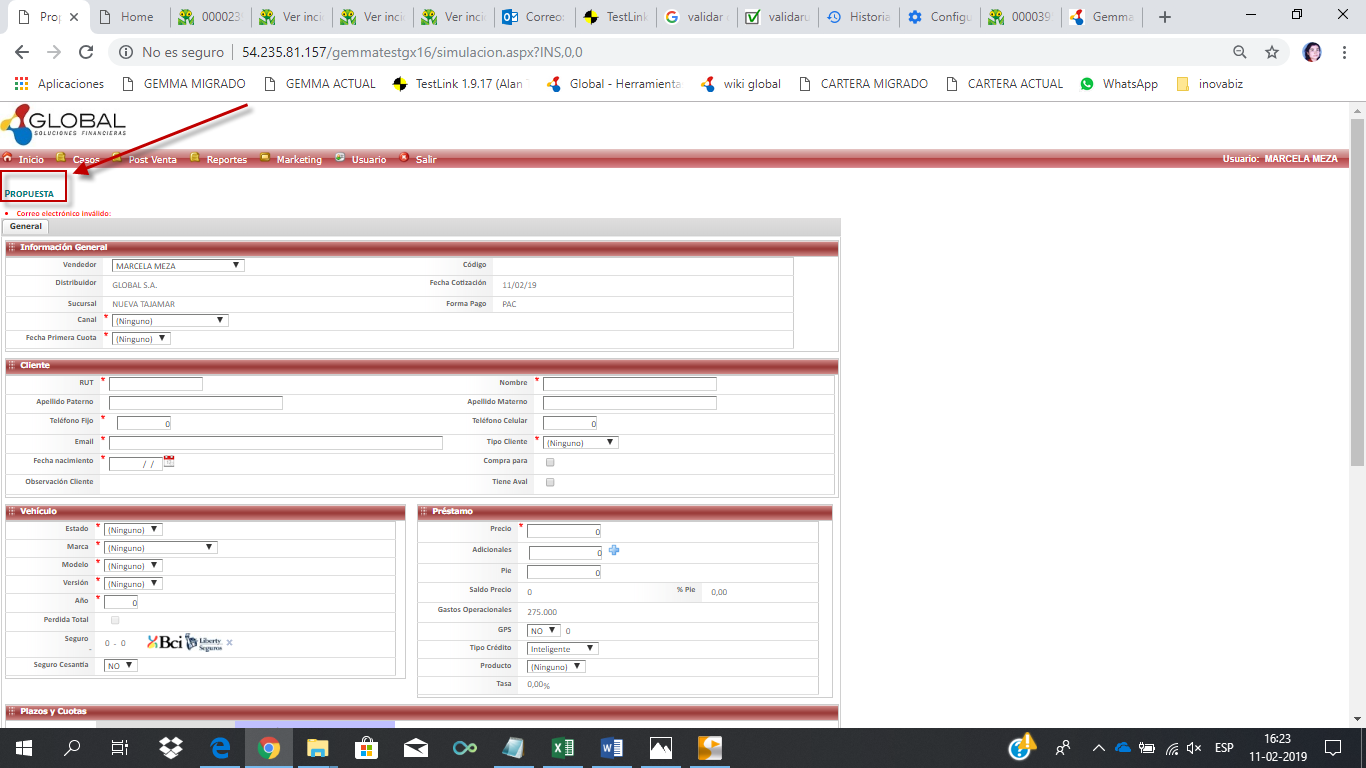 Prop
Home
000023
Ver inci
Ver inci
Ver inci
Correo:
TestLink
validar
validaru
Historia
Configu
000039
Gemma
No es seguro | 54.235.81.157/gemmatestgx16/simulacion.aspx?INS,0,0
Aplicaciones GEMMA MIGRADO GEMMA ACTUAL TestLink 1.9.17 (Alan Global - Herramienta wiki global CARTERA MIGRADO CARTERA ACTUAL WhatsApp inovabiz
GLOBAL
SOLUCIONES FINANCIERAS
Inicio Casos Post Venta Reportes Marketing Usuario Salir Usuario: MARCELA MEZA
PROPUESTA
Correo electrónico inválido:
General
Información General
Vendedor MARCELA MEZA Código
Distribuidor GLOBAL S.A. Fecha Cotización 11/02/19
Sucursal NUEVA TAJAMAR Forma Pago PAC
Canal * (Ninguno)
Fecha Primera Cuota * (Ninguno)
Cliente
RUT * Nombre *
Apellido Paterno Apellido Materno
Teléfono Fijo * 0 Teléfono Celular 0
Email * Tipo Cliente * (Ninguno)
Fecha nacimiento * / / Compra para
Observación Cliente Tiene Aval
Vehículo
Estado * (Ninguno)
Marca * (Ninguno)
Modelo * (Ninguno)
Versión * (Ninguno)
Año * 0
Perdida Total
Seguro 0 - 0 Bci Liberty Seguros x
-
Seguro Cesantía NO
Préstamo
Precio * 0
Adicionales 0
Pie 0
Saldo Precio 0 % Pie 0,00
Gastos Operacionales 275.000
GPS NO 0
Tipo Crédito Inteligente
Producto (Ninguno)
Tasa 0,00%
Plazos y Cuotas
ESP
16:23
11-02-2019